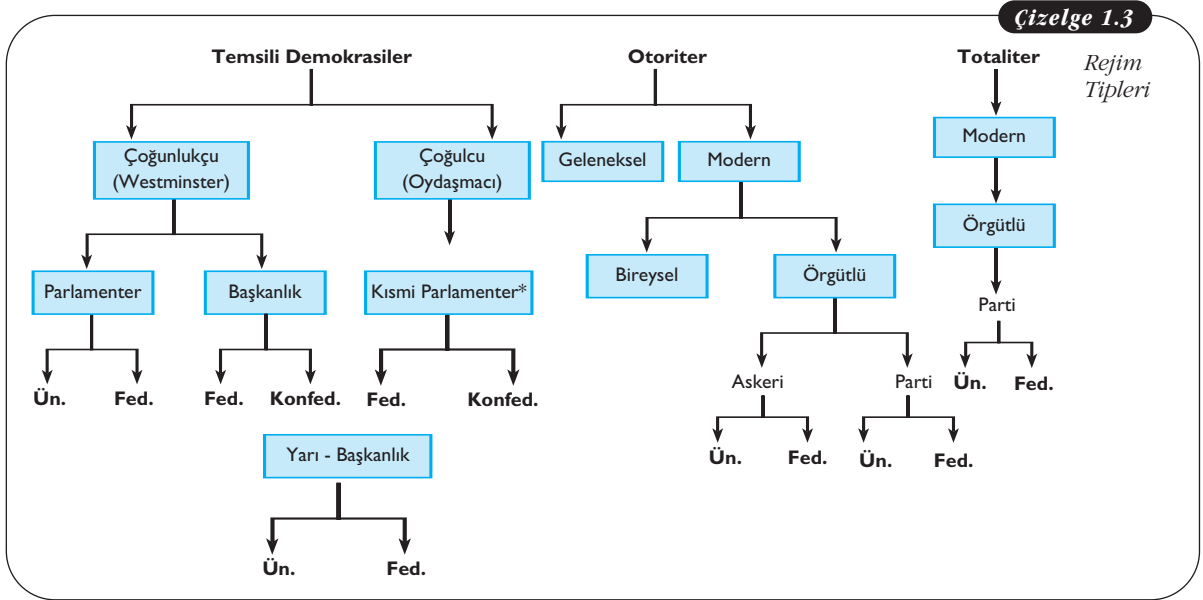 Çizelge 1.3
Rejim
Tipleri
Temsili Demokrasiler
Otoriter
Totaliter
Çoğunlukçu
(Westminster)
Çoğulcu
(Oydaşmacı)
Geleneksel
Modern
Modern
Örgütlü
Parlamenter
Başkanlık
Kısmi Parlamenter*
Bireysel
Örgütlü
Parti
Ün.
Fed.
Fed.
Konfed.
Fed.
Konfed.
Askeri
Parti
Ün.
Fed.
Yarı - Başkanlık
Ün.
Fed.
Ün.
Fed.
Ün.
Fed.